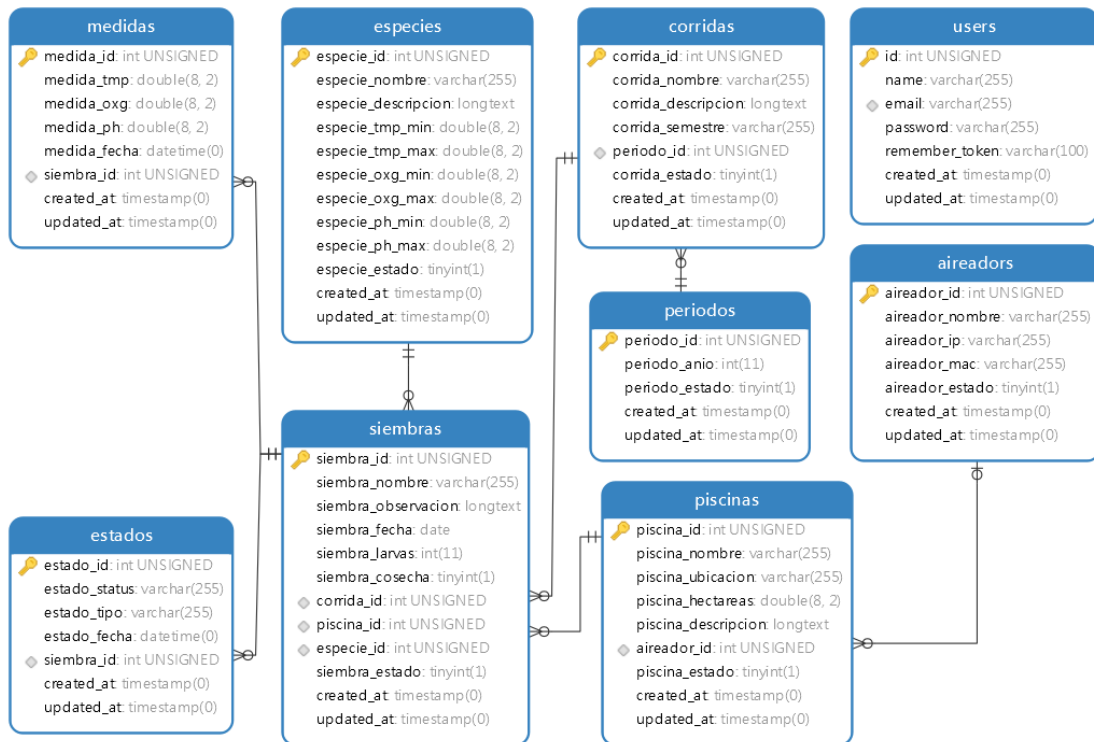 medidas
medida_id: int UNSIGNED
medida_tmp: double(8, 2)
medida_oxg: double(8, 2)
medida_ph: double(8, 2)
medida_fecha: datetime(0)
siembra_id: int UNSIGNED
created_at: timestamp(0)
updated_at: timestamp(0)
especies
especie_id: int UNSIGNED
especie_nombre: varchar(255)
especie_descripcion: longtext
especie_tmp_min: double(8, 2)
especie_tmp_max: double(8, 2)
especie_oxg_min: double(8, 2)
especie_oxg_max: double(8, 2)
especie_ph_min: double(8, 2)
especie_ph_max: double(8, 2)
especie_estado: tinyint(1)
created_at: timestamp(0)
updated_at: timestamp(0)
corridas
corrida_id: int UNSIGNED
corrida_nombre: varchar(255)
corrida_descripcion: longtext
corrida_semestre: varchar(255)
periodo_id: int UNSIGNED
corrida_estado: tinyint(1)
created_at: timestamp(0)
updated_at: timestamp(0)
users
id: int UNSIGNED
name: varchar(255)
email: varchar(255)
password: varchar(255)
remember_token: varchar(100)
created_at: timestamp(0)
updated_at: timestamp(0)
periodos
periodo_id: int UNSIGNED
periodo_anio: int(11)
periodo_estado: tinyint(1)
created_at: timestamp(0)
updated_at: timestamp(0)
aireadors
aireador_id: int UNSIGNED
aireador_nombre: varchar(255)
aireador_ip: varchar(255)
aireador_mac: varchar(255)
aireador_estado: tinyint(1)
created_at: timestamp(0)
updated_at: timestamp(0)
estados
estado_id: int UNSIGNED
estado_status: varchar(255)
estado_tipo: varchar(255)
estado_fecha: datetime(0)
siembra_id: int UNSIGNED
created_at: timestamp(0)
updated_at: timestamp(0)
siembras
siembra_id: int UNSIGNED
siembra_nombre: varchar(255)
siembra_observacion: longtext
siembra_fecha: date
siembra_larvas: int(11)
siembra_cosecha: tinyint(1)
corrida_id: int UNSIGNED
piscina_id: int UNSIGNED
especie_id: int UNSIGNED
siembra_estado: tinyint(1)
created_at: timestamp(0)
updated_at: timestamp(0)
piscinas
piscina_id: int UNSIGNED
piscina_nombre: varchar(255)
piscina_ubicacion: varchar(255)
piscina_hectareas: double(8, 2)
piscina_descripcion: longtext
aireador_id: int UNSIGNED
piscina_estado: tinyint(1)
created_at: timestamp(0)
updated_at: timestamp(0)